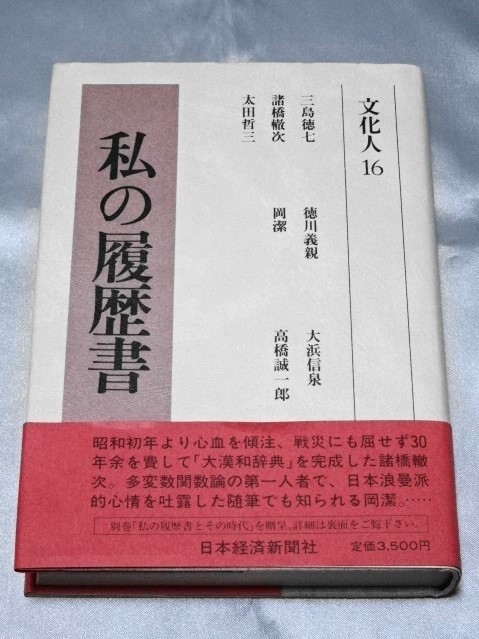 文化人16
三島徳七 徳川義親 大浜信泉
諸橋轍次 岡潔 高橋誠一郎
太田哲三
私の履歴書
昭和初年より心血を傾注、戦災にも屈せず30
年余を費して「大漢和辞典」を完成した諸橋轍
次。多変数関数論の第一人者で、日本浪曼派
的心情を吐露した随筆でも知られる岡潔。……
別巻「私の履歴書とその時代」を贈呈。詳細は裏面をご覧下さい。
日本経済新聞社 定価3,500円